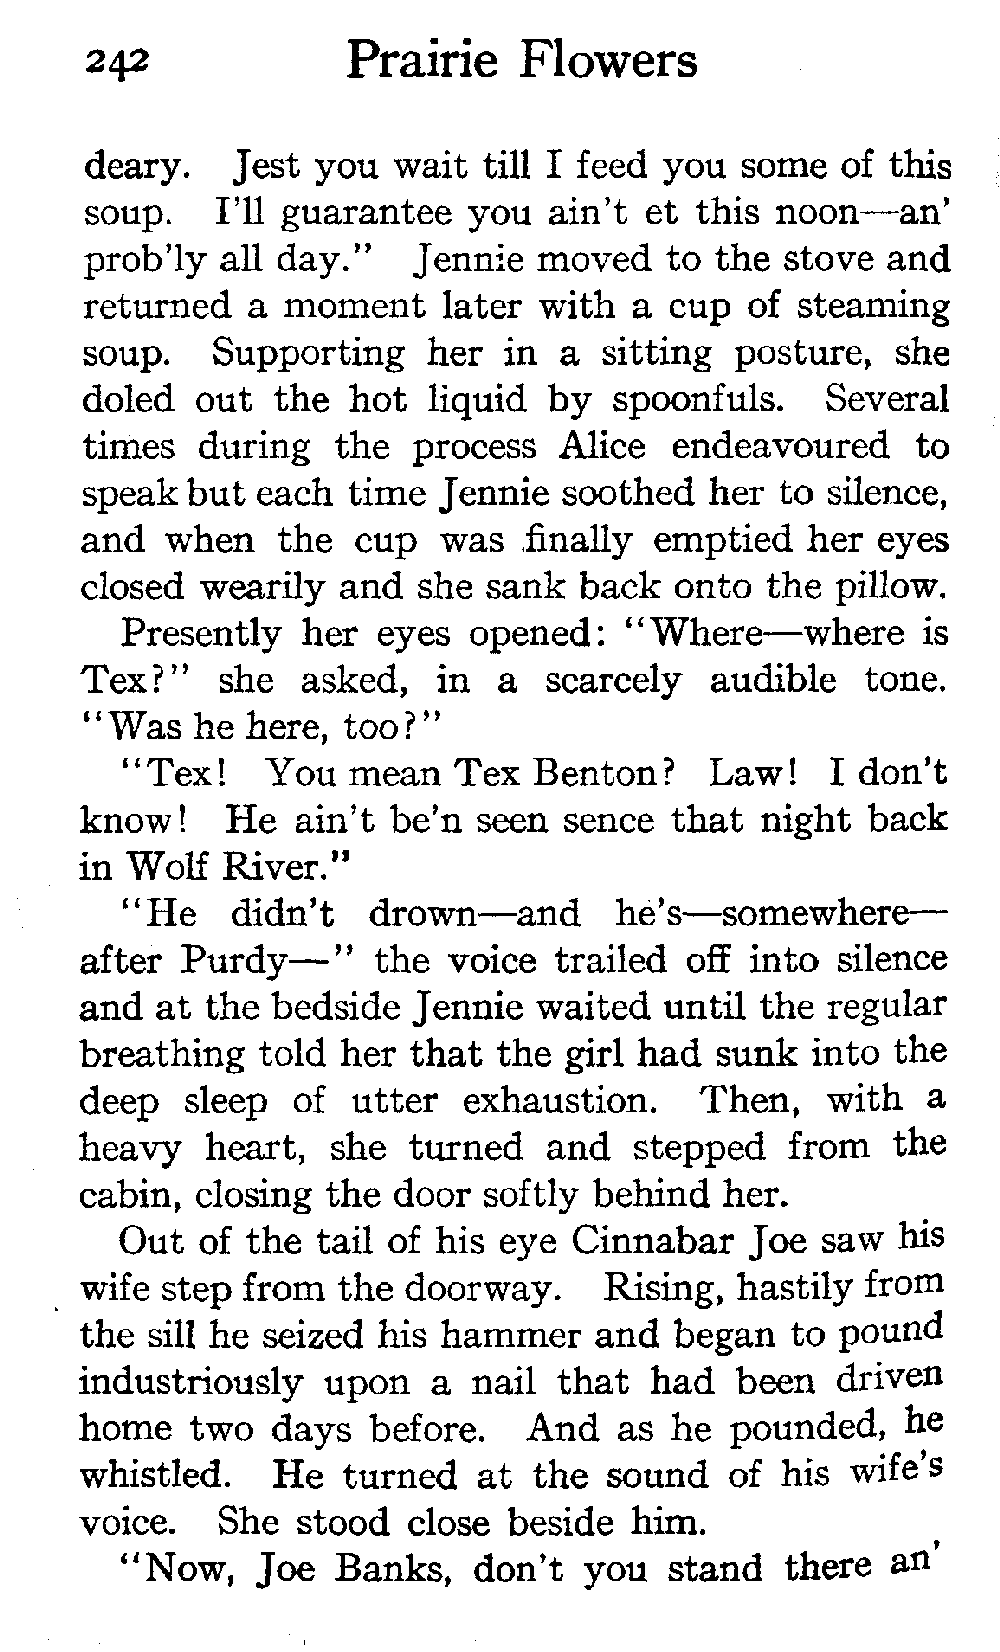 242 Prairie Flowers
deary. Jest you wait till I feed you some of this
soup. I'll guarantee you ain't et this noon—an'
prob'ly all day." Jennie moved to the stove and
returned a moment later with a cup of steaming
soup. Supporting her in a sitting posture, she
doled out the hot liquid by spoonfuls. Several
times during the process Alice endeavoured to
speak but each time Jennie soothed her to silence,
and when the cup was finally emptied her eyes
closed wearily and she sank back onto the pillow.
Presently her eyes opened: "Where—where is
Tex?" she asked, in a scarcely audible tone.
"Was he here, too?"
"Tex! You mean Tex Benton? Law! I don't
know! He ain't be'n seen sence that night back
in Wolf River."
"He didn't drown—and he's—somewhere—
after Purdy—" the voice trailed off into silence
and at the bedside Jennie waited until the regular
breathing told her that the girl had sunk into the
deep sleep of utter exhaustion. Then, with a
heavy heart, she turned and stepped from the
cabin, closing the door softly behind her.
Out of the tail of his eye Cinnabar Joe saw his
wife step from the doorway. Rising, hastily from
the sill he seized his hammer and began to pound
industriously upon a nail that had been driven
home two days before. And as he pounded, he
whistled. He turned at the sound of his wife's
voice. She stood close beside him.
"Now, Joe Banks, don't you stand there an'